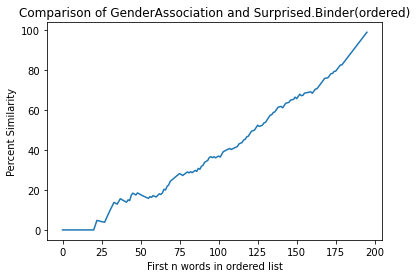 Comparison of GenderAssociation and Surprised.Binder(ordered)
100
80
60
40
20
0
Percent Similarity
0 25 50 75 100 125 150 175 200
First n words in ordered list